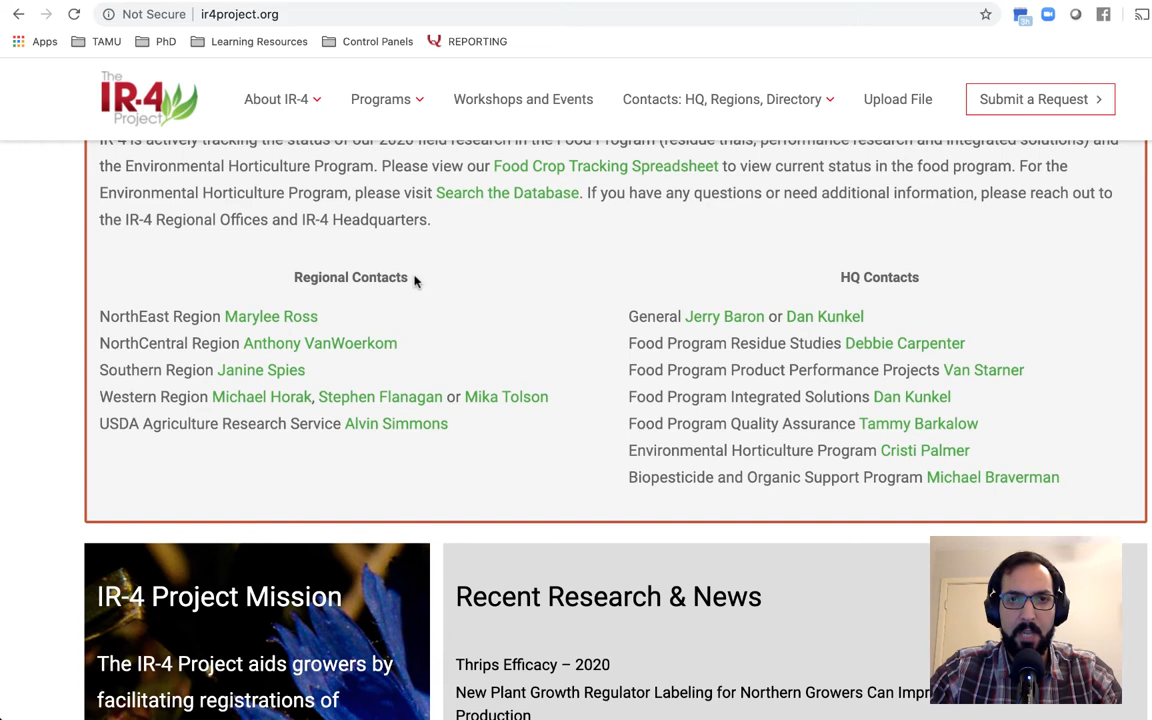 Not Secure ir4project.org
3h
Apps TAMU PhD Learning Resources Control Panels REPORTING
The
IR-4
Project
About IR-4 Programs Workshops and Events Contacts: HQ, Regions, Directory Upload File Submit a Request
IR-4 is actively tracking the status of our 2020 field research in the Food Program (residue trials, performance research and integrated solutions) and
the Environmental Horticulture Program. Please view our Food Crop Tracking Spreadsheet to view current status in the food program. For the
Environmental Horticulture Program, please visit Search the Database. If you have any questions or need additional information, please reach out to
the IR-4 Regional Offices and IR-4 Headquarters.
Regional Contacts
NorthEast Region Marylee Ross
NorthCentral Region Anthony VanWoerkom
Southern Region Janine Spies
Western Region Michael Horak, Stephen Flanagan or Mika Tolson
USDA Agriculture Research Service Alvin Simmons
HQ Contacts
General Jerry Baron or Dan Kunkel
Food Program Residue Studies Debbie Carpenter
Food Program Product Performance Projects Van Starner
Food Program Integrated Solutions Dan Kunkel
Food Program Quality Assurance Tammy Barkalow
Environmental Horticulture Program Cristi Palmer
Biopesticide and Organic Support Program Michael Braverman
IR-4 Project Mission
The IR-4 Project aids growers by
facilitating registrations of
Recent Research & News
Thrips Efficacy – 2020
New Plant Growth Regulator Labeling for Northern Growers Can
Production